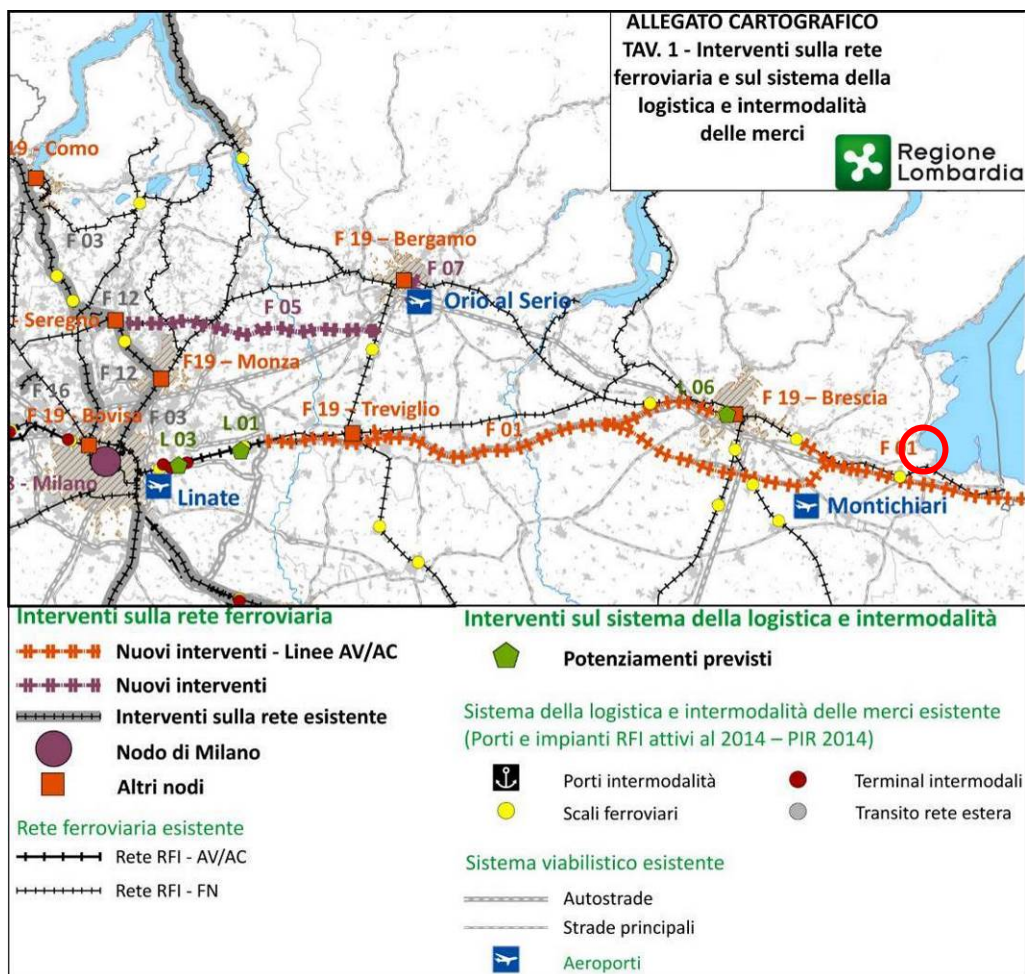 ALLEGATO CARTOGRAFICO
TAV. 1 - Interventi sulla rete
ferroviaria e sul sistema della
logistica e intermodalità
delle merci
Regione
Lombardia
19 - Como
F 03
F 12
Seregno
F 05
F 19 – Bergamo
F 07
Orio al Serio
F19 – Monza
F 12
F 16
F 19 - Bovisa
F 03
L 01
L 03
F 19 - Treviglio
F 01
L 06
F 19 – Brescia
F 01
3 - Milano
Linate
Montichiari
Interventi sulla rete ferroviaria
Nuovi interventi - Linee AV/AC
Nuovi interventi
Interventi sulla rete esistente
Nodo di Milano
Altri nodi
Rete ferroviaria esistente
Rete RFI - AV/AC
Rete RFI - FN
Interventi sul sistema della logistica e intermodalità
Potenziamenti previsti
Sistema della logistica e intermodalità delle merci esistente
(Porti e impianti RFI attivi al 2014 – PIR 2014)
Porti intermodalità
Terminal intermodali
Scali ferroviari
Transito rete estera
Sistema viabilistico esistente
Autostrade
Strade principali
Aeroporti